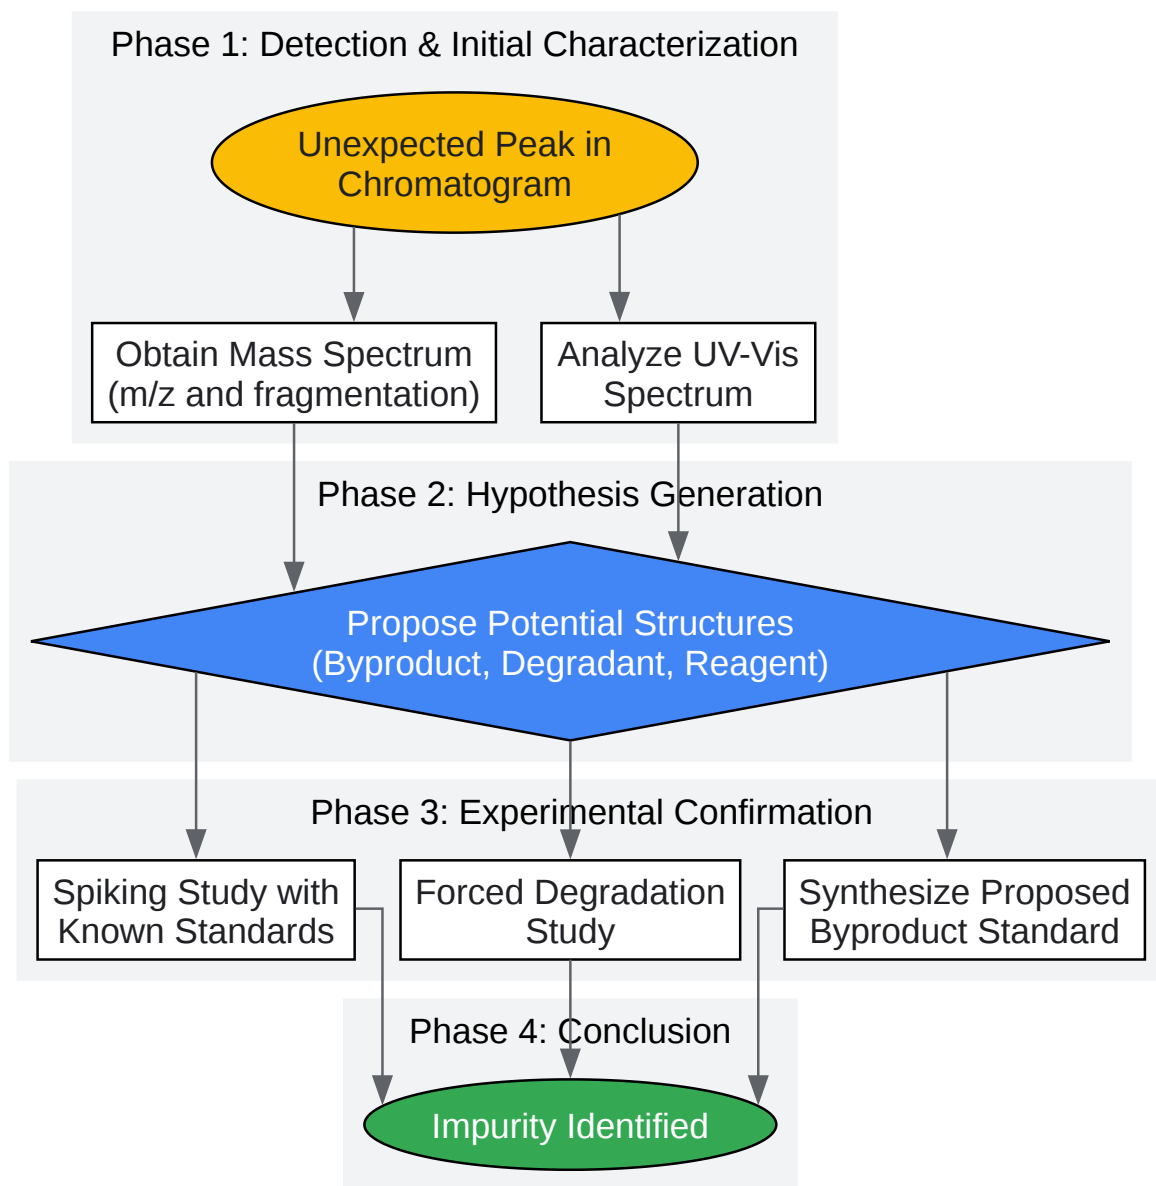 Phase 1: Detection & Initial Characterization
Unexpected Peak in
Chromatogram
Obtain Mass Spectrum
(m/z and fragmentation)
Analyze UV-Vis
Spectrum
Phase 2: Hypothesis Generation
Propose Potential Structures
(Byproduct, Degradant, Reagent)
Phase 3: Experimental Confirmation
Spiking Study with
Known Standards
Forced Degradation
Study
Synthesize Proposed
Byproduct Standard
Phase 4: Conclusion
Impurity Identified